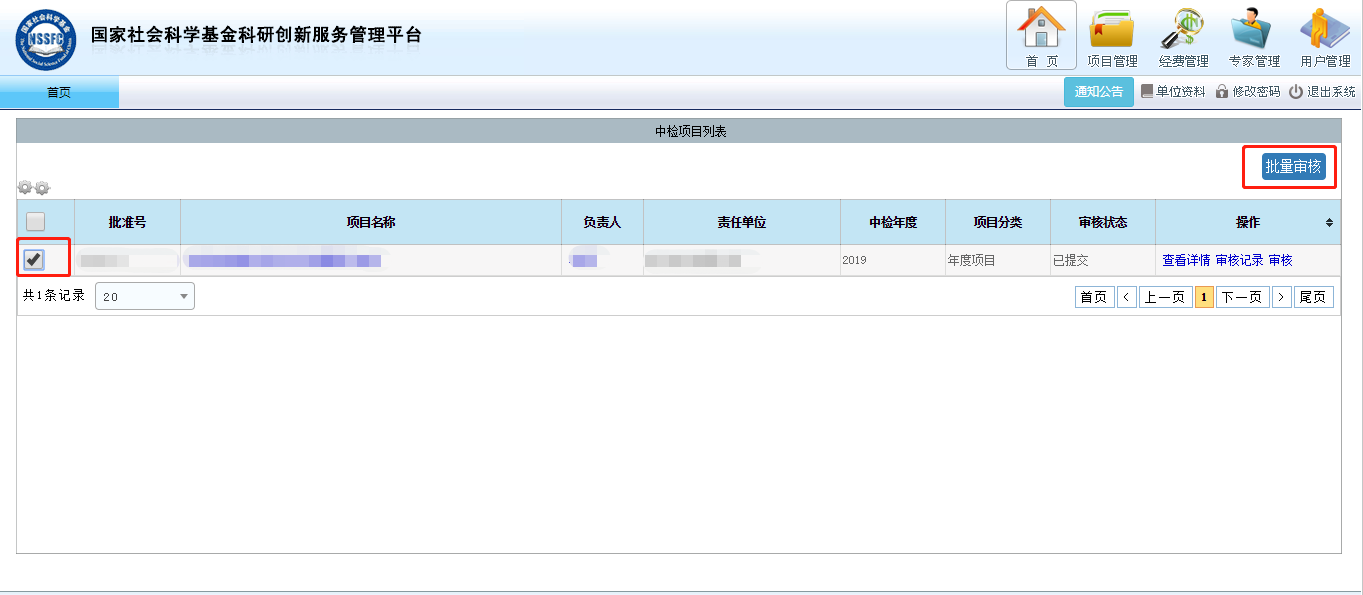 国家社会科学基金科研创新服务管理平台
NSSFC
首 页 项目管理 经费管理 专家管理 用户管理
首页
通知公告 单位资料 修改密码 退出系统
中检项目列表
批量审核
批准号 项目名称 负责人 责任单位 中检年度 项目分类 审核状态 操作
2019 年度项目 已提交 查看详情 审核记录 审核
共1条记录 20 首页 < 上一页 1 下一页 > 尾页